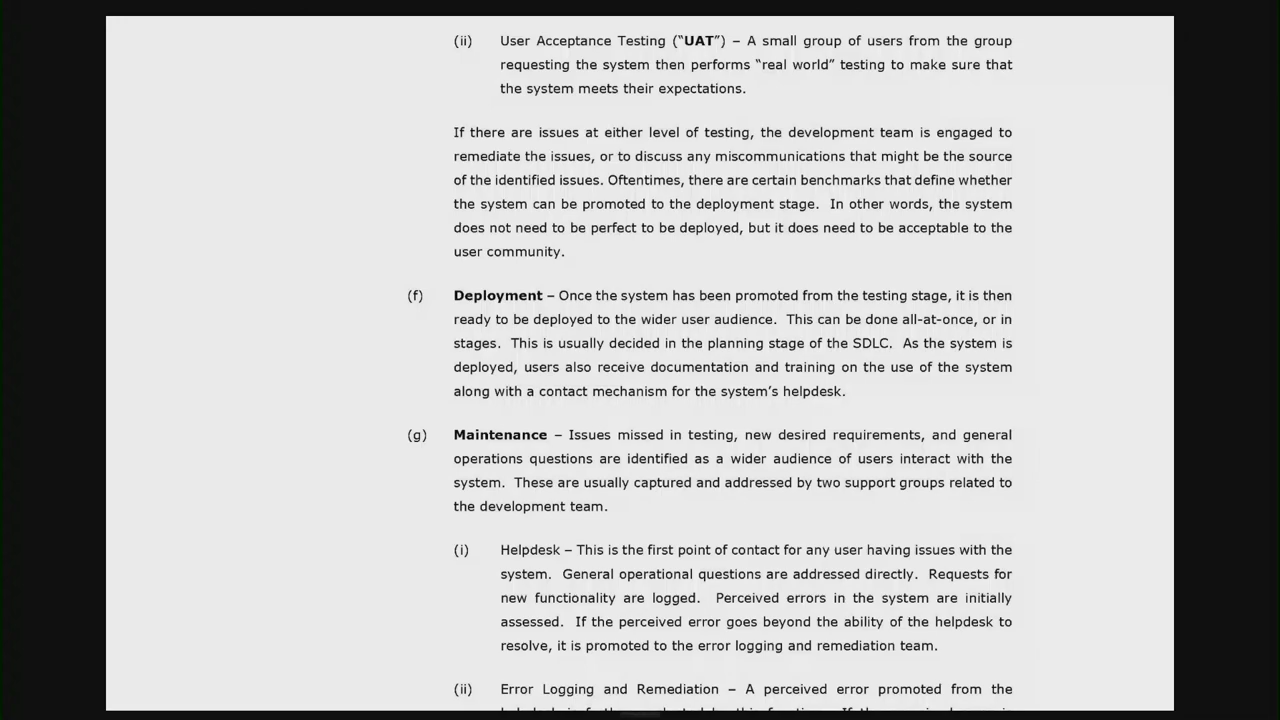 (ii) User Acceptance Testing (“UAT”) – A small group of users from the group
requesting the system then performs “real world” testing to make sure that
the system meets their expectations.
If there are issues at either level of testing, the development team is engaged to
remediate the issues, or to discuss any miscommunications that might be the source
of the identified issues. Oftentimes, there are certain benchmarks that define whether
the system can be promoted to the deployment stage. In other words, the system
does not need to be perfect to be deployed, but it does need to be acceptable to the
user community.
(f) Deployment – Once the system has been promoted from the testing stage, it is then
ready to be deployed to the wider user audience. This can be done all-at-once, or in
stages. This is usually decided in the planning stage of the SDLC. As the system is
deployed, users also receive documentation and training on the use of the system
along with a contact mechanism for the system’s helpdesk.
(g) Maintenance – Issues missed in testing, new desired requirements, and general
operations questions are identified as a wider audience of users interact with the
system. These are usually captured and addressed by two support groups related to
the development team.
(i) Helpdesk – This is the first point of contact for any user having issues with the
system. General operational questions are addressed directly. Requests for
new functionality are logged. Perceived errors in the system are initially
assessed. If the perceived error goes beyond the ability of the helpdesk to
resolve, it is promoted to the error logging and remediation team.
(ii) Error Logging and Remediation – A perceived error promoted from the